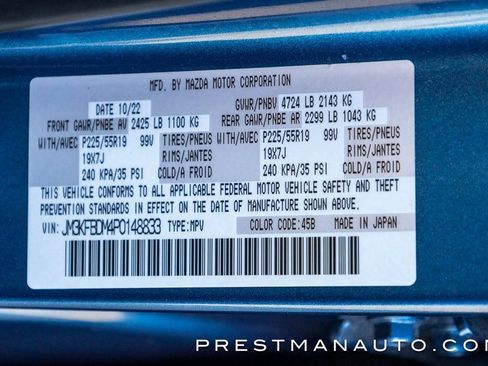 MFD. BY MAZDA MOTOR CORPORATION
DATE 10/22 GVWR/PNBV 4724 LB 2143 KG
FRONT GAWR/PNBE AV 2425 LB 1100 KG REAR GAWR/PNBE AR 2299 LB 1043 KG
WITH/AVEC P225/55R19 99V TIRES/PNEUS WITH/AVEC P225/55R19 99V TIRES/PNEUS
19X7J RIMS/JANTES 19X7J RIMS/JANTES
240 KPA/35 PSI COLD/A FROID 240 KPA/35 PSI COLD/A FROID
THIS VEHICLE CONFORMS TO ALL APPLICABLE FEDERAL MOTOR VEHICLE SAFETY AND THEFT
PREVENTION STANDARDS IN EFFECT ON THE DATE OF MANUFACTURE SHOWN ABOVE.
VIN: JM3KFBDM4P0148833 TYPE: MPV COLOR CODE: 45B MADE IN JAPAN
PRESTMANAUTO.COM